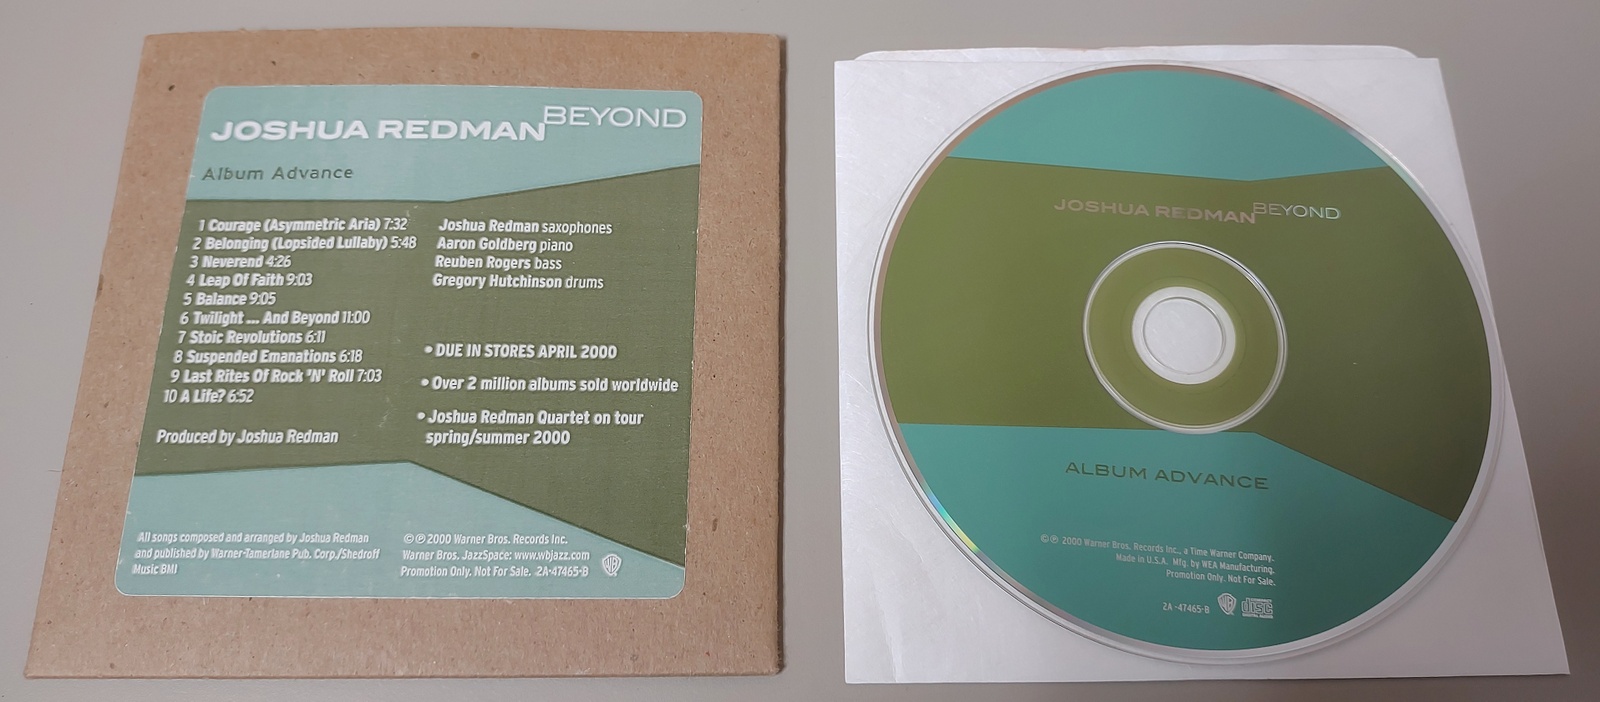 JOSHUA REDMAN BEYOND
Album Advance
1 Courage (Asymmetric Aria) 7:32
2 Belonging (Lopsided Lullaby) 5:48
3 Neverend 4:26
4 Leap Of Faith 9:03
5 Balance 9:05
6 Twilight ... And Beyond 11:00
7 Stoic Revolutions 6:11
8 Suspended Emanations 6:18
9 Last Rites Of Rock "N' Roll 7:03
10 A Life? 6:52
Produced by Joshua Redman
Joshua Redman saxophones
Aaron Goldberg piano
Reuben Rogers bass
Gregory Hutchinson drums
• DUE IN STORES APRIL 2000
• Over 2 million albums sold worldwide
• Joshua Redman Quartet on tour
spring/summer 2000
All songs composed and arranged by Joshua Redman
and published by Warner-Tamerlane Pub. Corp./Shedroff
Music BMI
©℗ 2000 Warner Bros. Records Inc.
Warner Bros. JazzSpace: www.wbjazz.com
Promotion Only. Not For Sale. 2A-47465-B
WB
JOSHUA REDMAN BEYOND
ALBUM ADVANCE
©℗ 2000 Warner Bros. Records Inc., a Time Warner Company.
Made in U.S.A. Mfg. by WEA Manufacturing.
Promotion Only. Not For Sale.
2A-47465-B
WB
COMPACT disc DIGITAL AUDIO